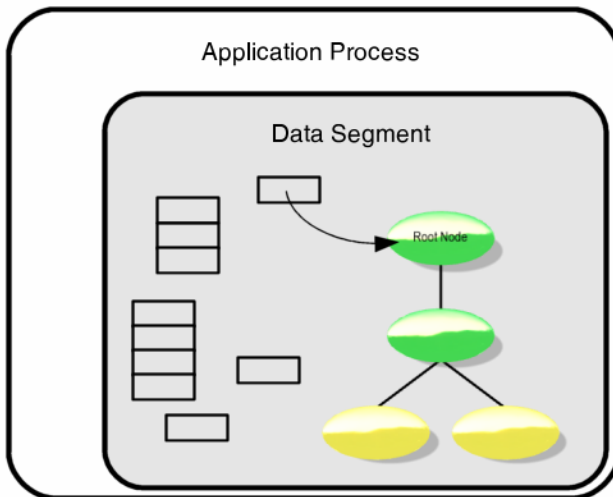 Application Process
Data Segment
Root Node